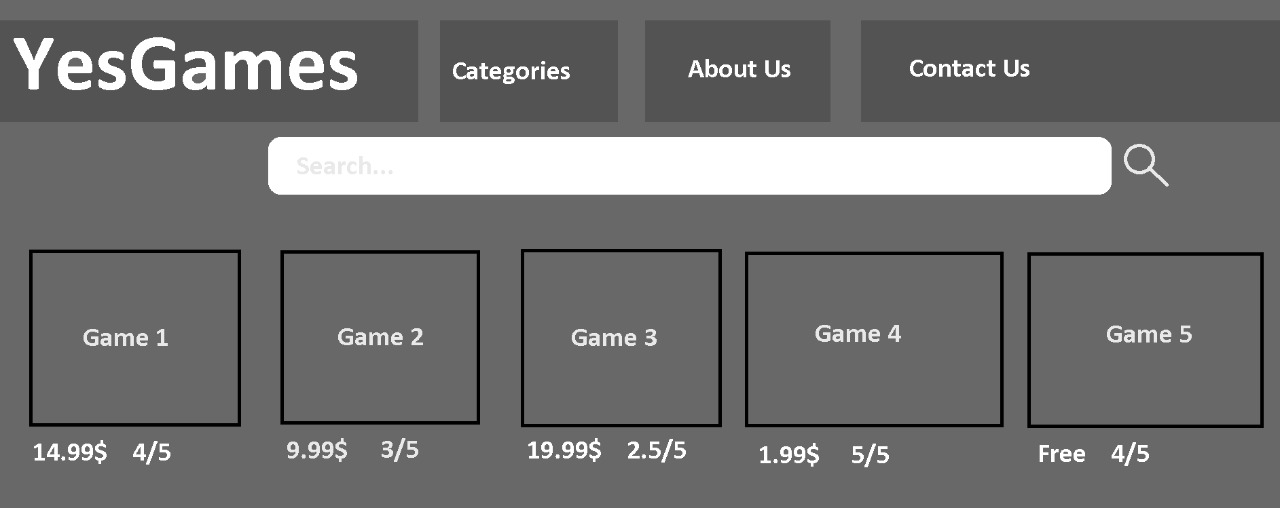 YesGames
Categories
About Us
Contact Us
Search...
Game 1
Game 2
Game 3
Game 4
Game 5
14.99$ 4/5
9.99$ 3/5
19.99$ 2.5/5
1.99$ 5/5
Free 4/5